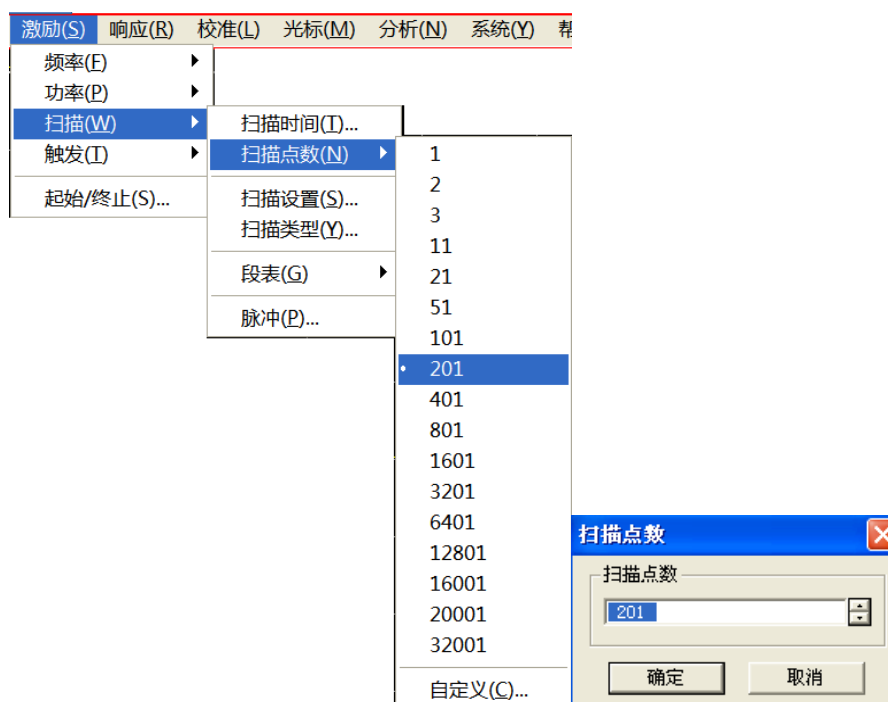 激励(S) 响应(R) 校准(L) 光标(M) 分析(N) 系统(Y)
频率(F)
功率(P)
扫描(W)
触发(T)
起始/终止(S)...
扫描时间(T)...
扫描点数(N)
扫描设置(S)...
扫描类型(Y)...
段表(G)
脉冲(P)...
1
2
3
11
21
51
101
201
401
801
1601
3201
6401
12801
16001
20001
32001
自定义(C)...
扫描点数
扫描点数
201
确定 取消